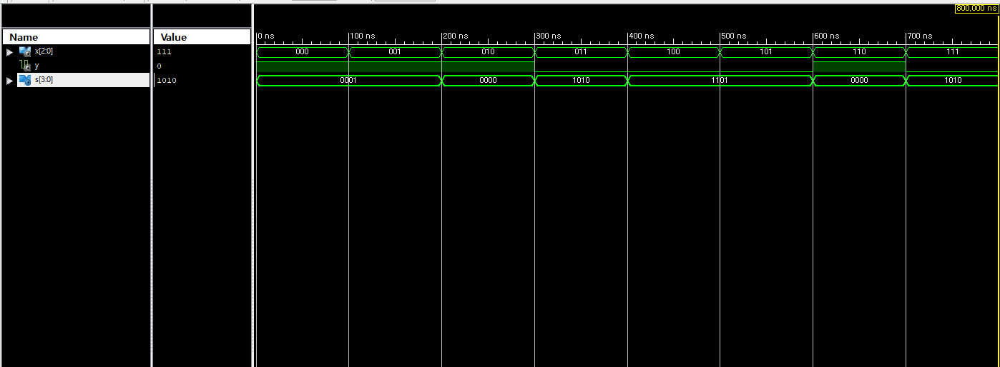 800,000 ns
Name Value
0 ns 100 ns 200 ns 300 ns 400 ns 500 ns 600 ns 700 ns
x[2:0] 111 000 001 010 011 100 101 110 111
y 0
s[3:0] 1010 0001 0000 1010 1101 0000 1010